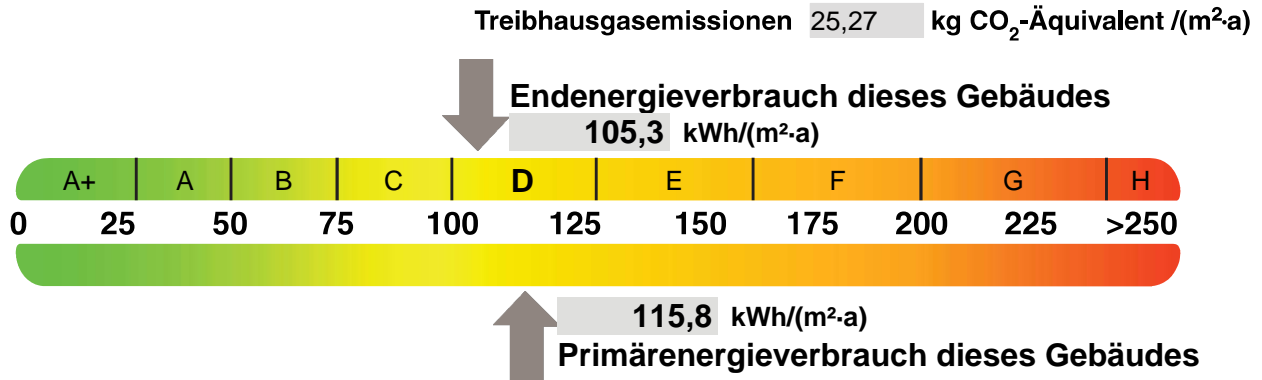 Treibhausgasemissionen 25,27 kg CO₂-Äquivalent /(m²·a)
Endenergieverbrauch dieses Gebäudes
105,3 kWh/(m²·a)
A+ A B C D E F G H
0 25 50 75 100 125 150 175 200 225 >250
115,8 kWh/(m²·a)
Primärenergieverbrauch dieses Gebäudes